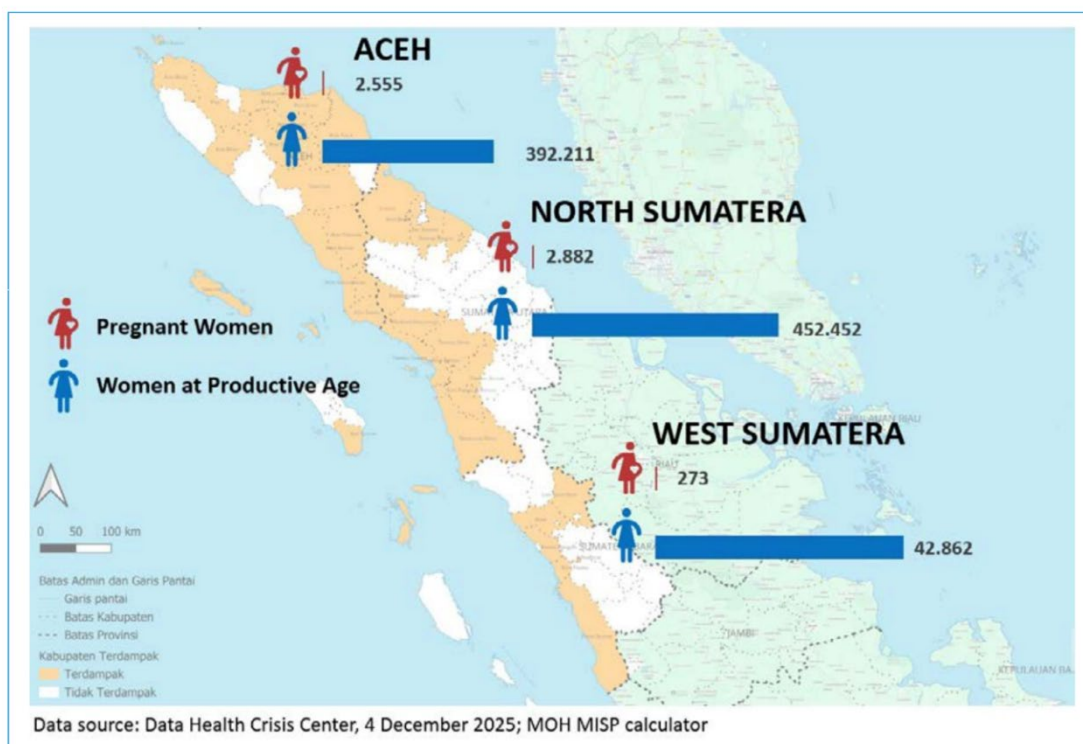 ACEH
2.555
392.211
NORTH SUMATERA
2.882
452.452
Pregnant Women
Women at Productive Age
WEST SUMATERA
273
42.862
RIAU
JAMBI
0 50 100 km
Batas Admin dan Garis Pantai
Garis pantai
Batas Kabupaten
Batas Provinsi
Kabupaten Terdampak
Terdampak
Tidak Terdampak
Data source: Data Health Crisis Center, 4 December 2025; MOH MISP calculator